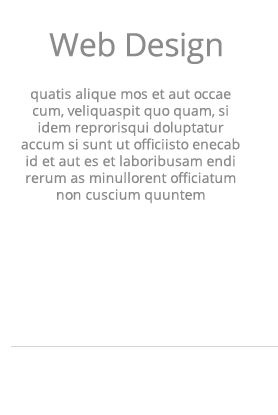 Web Design
quatis alique mos et aut occae
cum, veliquaspit quo quam, si
idem reprorisqui doluptatur
accum si sunt ut officiisto enecab
id et aut es et laboribusam endi
rerum as minullorent officiatum
non cuscium quuntem